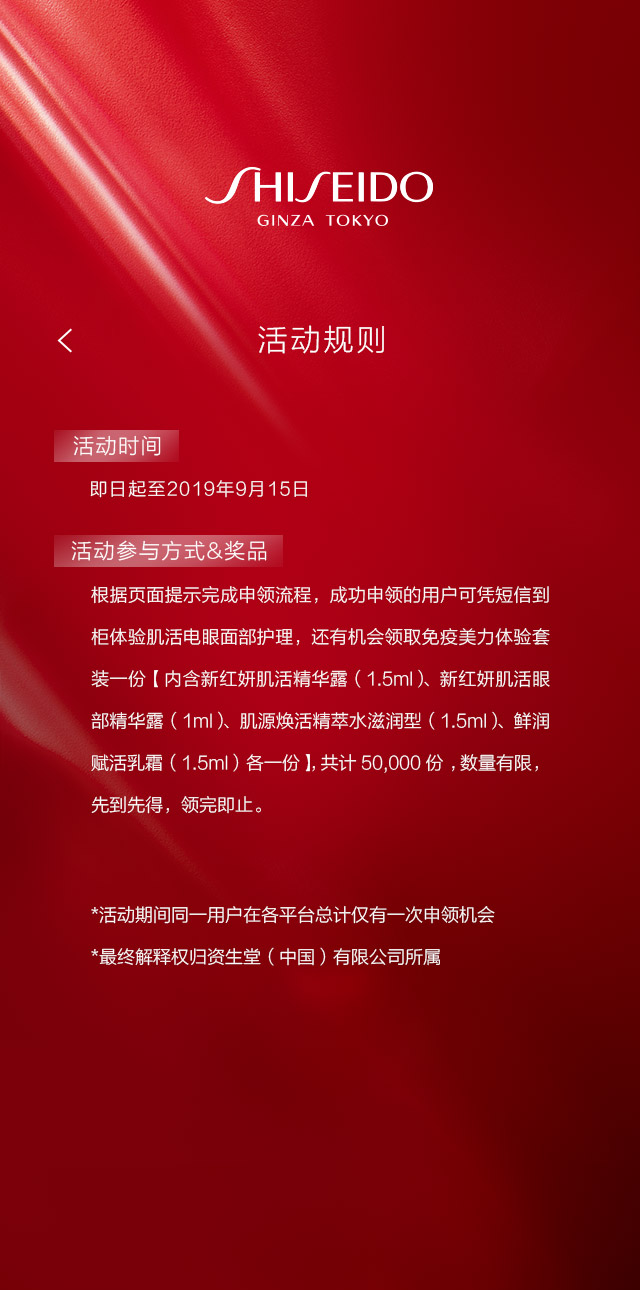 SHISEIDO
GINZA TOKYO
活动规则
活动时间
即日起至2019年9月15日
活动参与方式&奖品
根据页面提示完成申领流程，成功申领的用户可凭短信到
柜体验肌活电眼面部护理，还有机会领取免疫美力体验套
装一份【内含新红妍肌活精华露（1.5ml）、新红妍肌活眼
部精华露（1ml）、肌源焕活精萃水滋润型（1.5ml）、鲜润
赋活乳霜（1.5ml）各一份】，共计 50,000 份 ，数量有限，
先到先得，领完即止。
*活动期间同一用户在各平台总计仅有一次申领机会
*最终解释权归资生堂（中国）有限公司所属